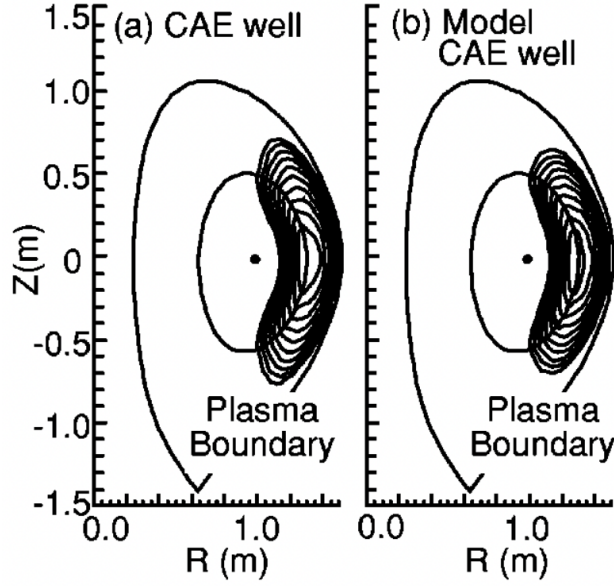 (a) CAE well
(b) Model
CAE well
1.5
1.0
0.5
0
-0.5
-1.0
-1.5
Z(m)
Plasma
Boundary
Plasma
Boundary
0.0
1.0
0.0
1.0
R (m)
R (m)